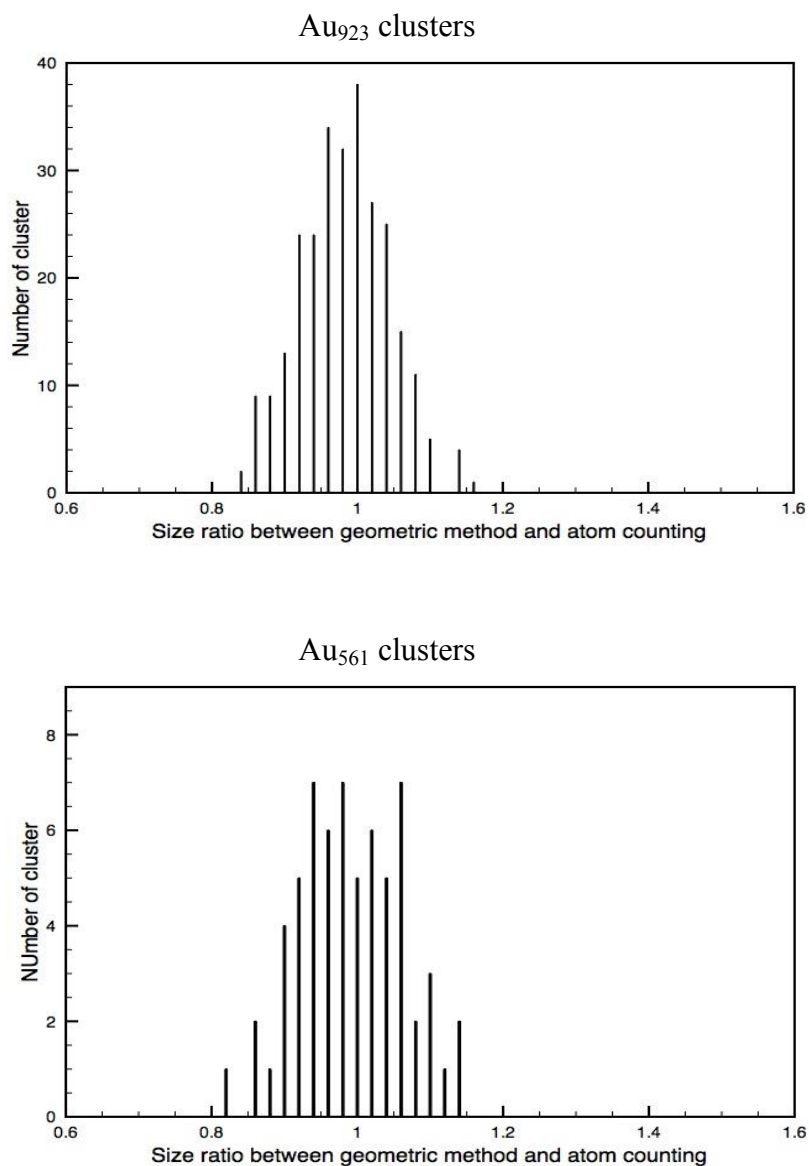 Au₉₂₃ clusters
40
30
20
10
0
Number of cluster
0.6 0.8 1 1.2 1.4 1.6
Size ratio between geometric method and atom counting
Au₅₆₁ clusters
8
6
4
2
0
NUmber of cluster
0.6 0.8 1 1.2 1.4 1.6
Size ratio between geometric method and atom counting